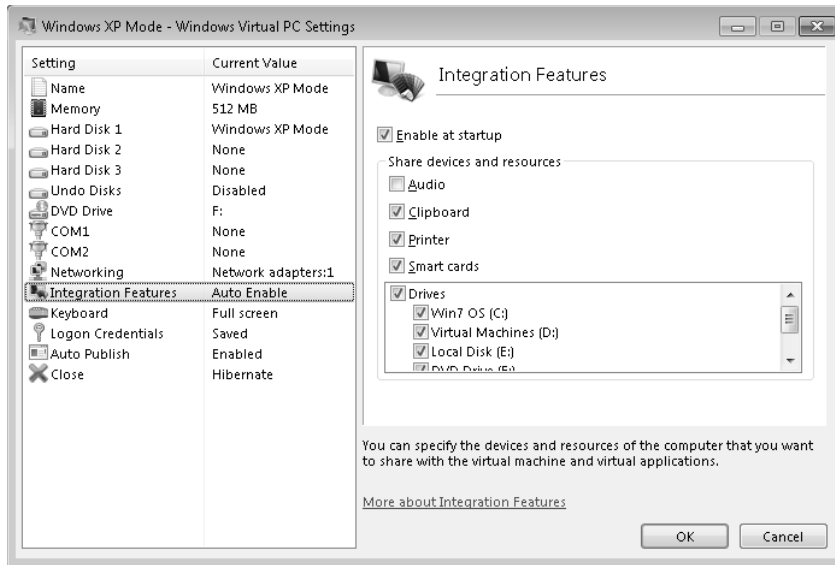 Windows XP Mode - Windows Virtual PC Settings
Setting Current Value
Name Windows XP Mode
Memory 512 MB
Hard Disk 1 Windows XP Mode
Hard Disk 2 None
Hard Disk 3 None
Undo Disks Disabled
DVD Drive F:
COM1 None
COM2 None
Networking Network adapters:1
Integration Features Auto Enable
Keyboard Full screen
Logon Credentials Saved
Auto Publish Enabled
Close Hibernate
Integration Features
Enable at startup
Share devices and resources
Audio
Clipboard
Printer
Smart cards
Drives
Win7 OS (C:)
Virtual Machines (D:)
Local Disk (E:)
DVD Drive (F:)
You can specify the devices and resources of the computer that you want
to share with the virtual machine and virtual applications.
More about Integration Features
OK Cancel